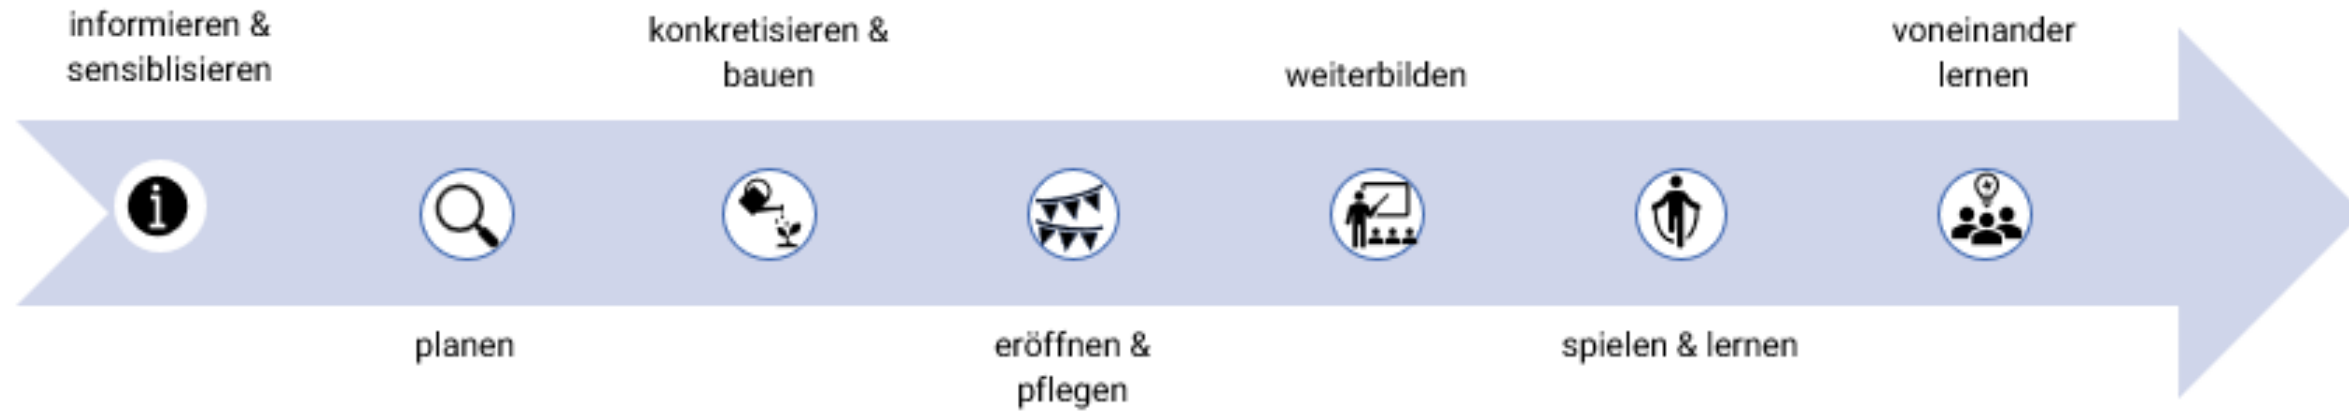 informieren &
sensiblisieren
planen
konkretisieren &
bauen
eröffnen &
pflegen
weiterbilden
spielen & lernen
voneinander
lernen